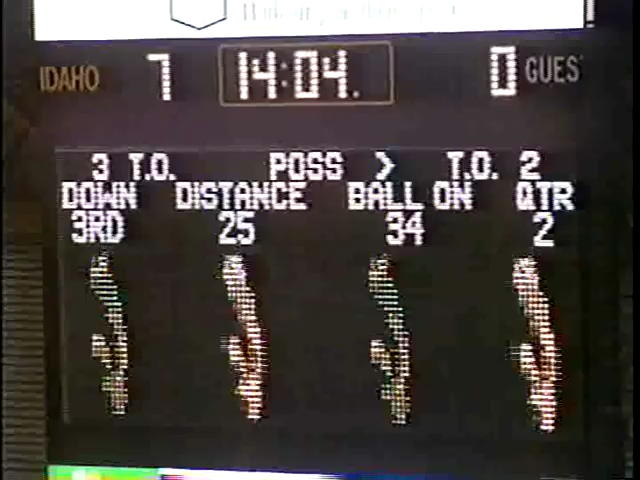 IDAHO 7 14:04. 0 GUES
3 T.O. POSS > T.O. 2
DOWN DISTANCE BALL ON QTR
3RD 25 34 2